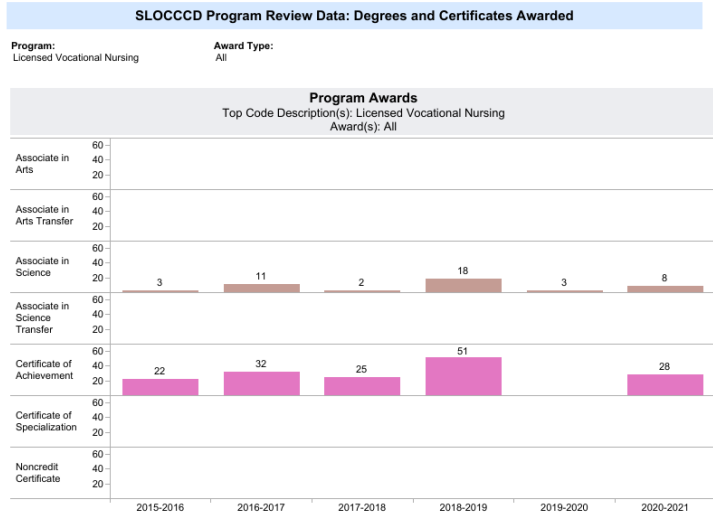 SLOCCCD Program Review Data: Degrees and Certificates Awarded
Program: Award Type:
Licensed Vocational Nursing All
Program Awards
Top Code Description(s): Licensed Vocational Nursing
Award(s): All
Associate in
Arts
60
40
20
Associate in
Arts Transfer
60
40
20
Associate in
Science
60
40
20
3 11 2 18 3 8
Associate in
Science
Transfer
60
40
20
Certificate of
Achievement
60
40
20
22 32 25 51 28
Certificate of
Specialization
60
40
20
Noncredit
Certificate
60
40
20
2015-2016 2016-2017 2017-2018 2018-2019 2019-2020 2020-2021